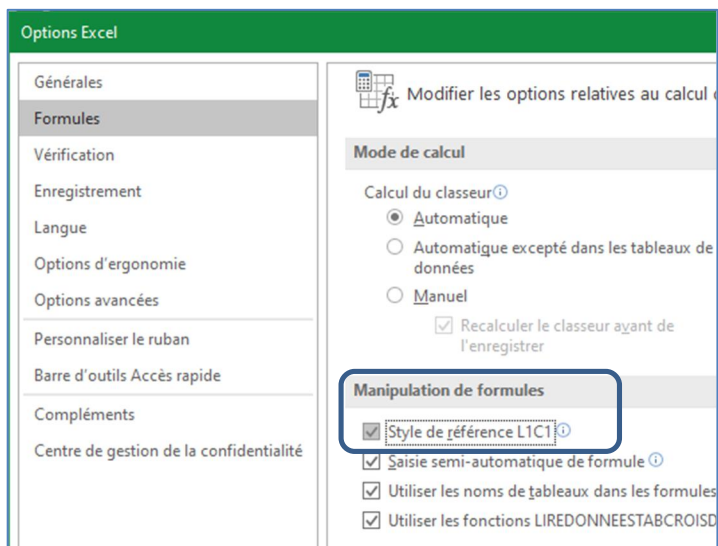 Options Excel
Générales
Formules
Vérification
Enregistrement
Langue
Options d'ergonomie
Options avancées
Personnaliser le ruban
Barre d'outils Accès rapide
Compléments
Centre de gestion de la confidentialité
fx Modifier les options relatives au calcul
Mode de calcul
Calcul du classeur
Automatique
Automatique excepté dans les tableaux de
données
Manuel
Recalculer le classeur avant de
l'enregistrer
Manipulation de formules
Style de référence L1C1
Saisie semi-automatique de formule
Utiliser les noms de tableaux dans les formules
Utiliser les fonctions LIREDONNEESTABCROISD